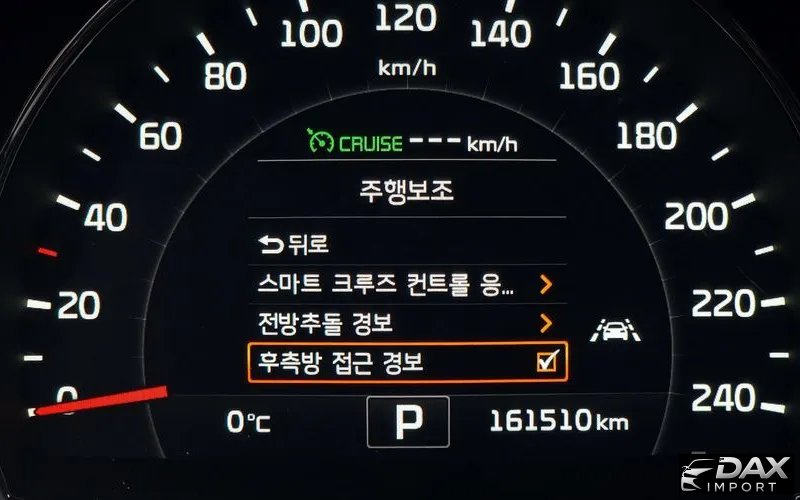 120
100
140
km/h
80
160
60
180
CRUISE --- km/h
주행보조
40
200
뒤로
스마트 크루즈 컨트롤 응...
20
220
전방추돌 경보
후측방 접근 경보
0
240
0°C
P
161510 km
DAX
IMPORT